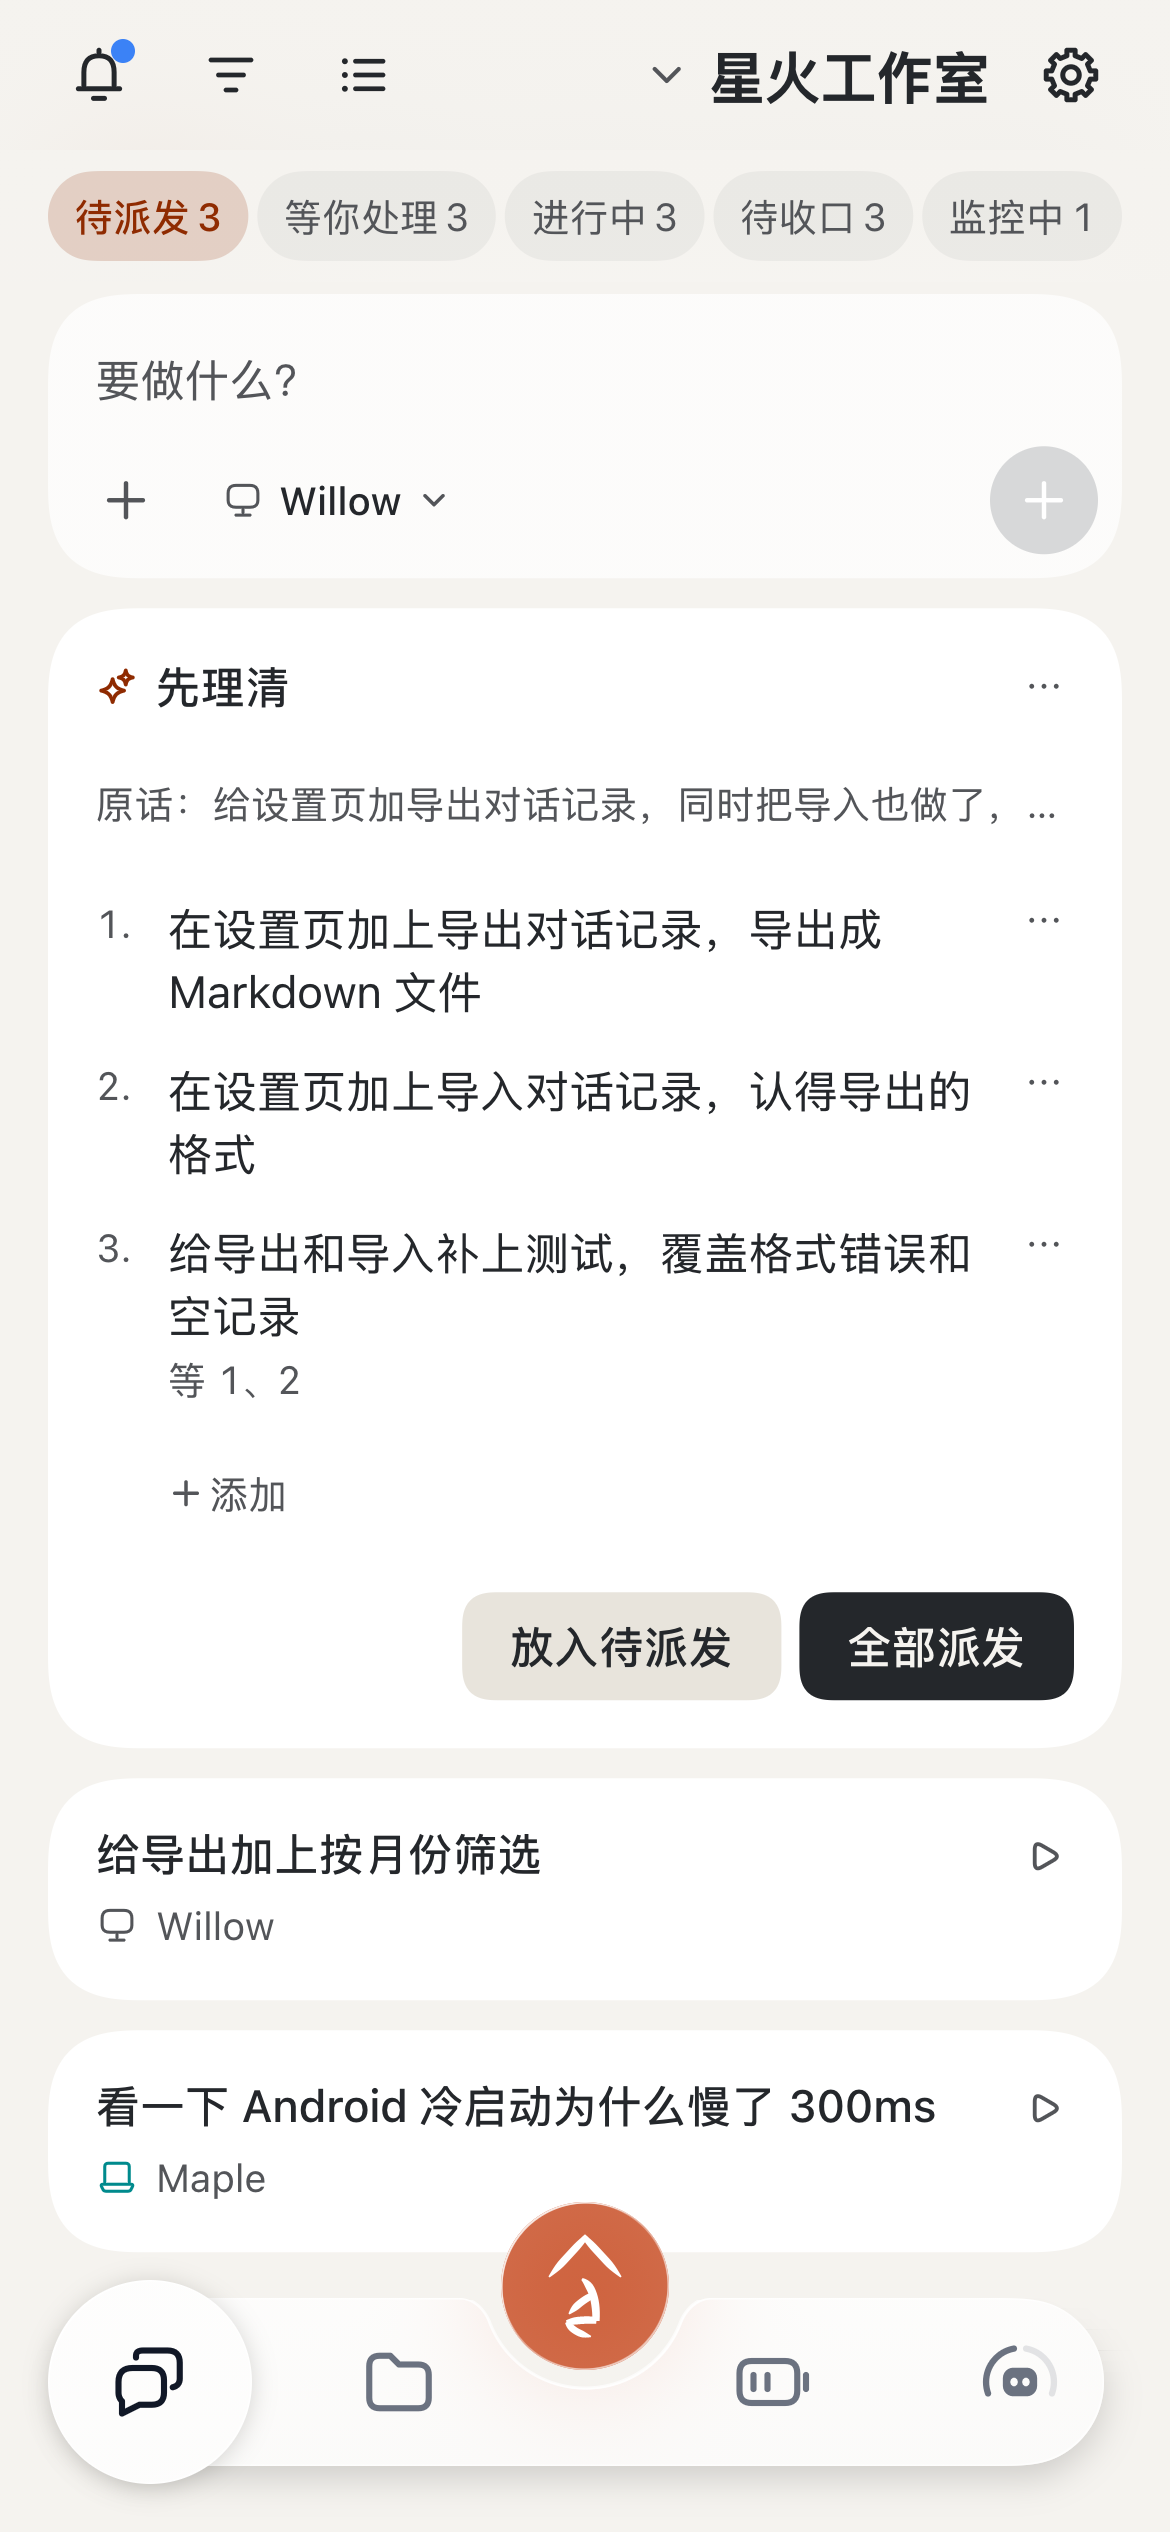 星火工作室
待派发 3
等你处理 3
进行中 3
待收口 3
监控中 1
要做什么?
Willow
先理清
原话：给设置页加导出对话记录，同时把导入也做了，...
1. 在设置页加上导出对话记录，导出成
Markdown 文件
2. 在设置页加上导入对话记录，认得导出的
格式
3. 给导出和导入补上测试，覆盖格式错误和
空记录
等 1、2
+ 添加
放入待派发
全部派发
给导出加上按月份筛选
Willow
看一下 Android 冷启动为什么慢了 300ms
Maple